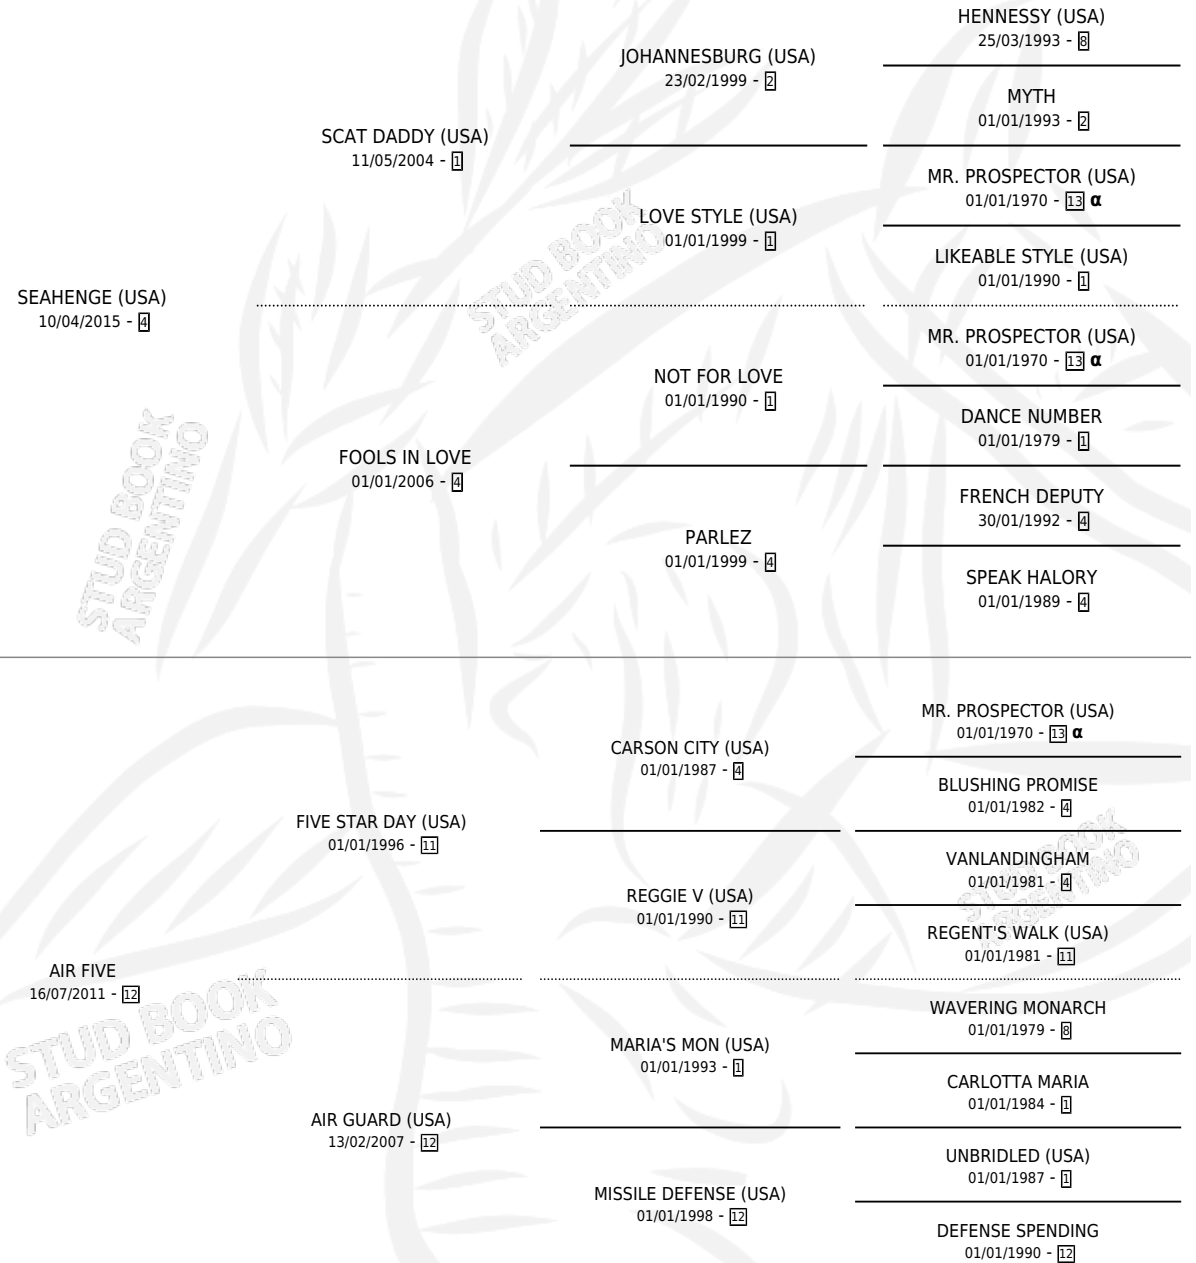 HENNESSY (USA)
25/03/1993 - 8
JOHANNESBURG (USA)
23/02/1999 - 2
MYTH
01/01/1993 - 2
SCAT DADDY (USA)
11/05/2004 - 1
MR. PROSPECTOR (USA)
01/01/1970 - 13 α
LOVE STYLE (USA)
01/01/1999 - 1
LIKEABLE STYLE (USA)
01/01/1990 - 1
SEAHENGE (USA)
10/04/2015 - 4
MR. PROSPECTOR (USA)
01/01/1970 - 13 α
NOT FOR LOVE
01/01/1990 - 1
DANCE NUMBER
01/01/1979 - 1
FOOLS IN LOVE
01/01/2006 - 4
FRENCH DEPUTY
30/01/1992 - 4
PARLEZ
01/01/1999 - 4
SPEAK HALORY
01/01/1989 - 4
STUD BOOK
ARGENTINO
STUD BOOK
ARGENTINO
MR. PROSPECTOR (USA)
01/01/1970 - 13 α
CARSON CITY (USA)
01/01/1987 - 4
BLUSHING PROMISE
01/01/1982 - 4
FIVE STAR DAY (USA)
01/01/1996 - 11
VANLANDINGHAM
01/01/1981 - 4
REGGIE V (USA)
01/01/1990 - 11
REGENT'S WALK (USA)
01/01/1981 - 11
AIR FIVE
16/07/2011 - 12
WAVERING MONARCH
01/01/1979 - 8
MARIA'S MON (USA)
01/01/1993 - 1
CARLOTTA MARIA
01/01/1984 - 1
AIR GUARD (USA)
13/02/2007 - 12
UNBRIDLED (USA)
01/01/1987 - 1
MISSILE DEFENSE (USA)
01/01/1998 - 12
DEFENSE SPENDING
01/01/1990 - 12
STUD BOOK
ARGENTINO
STUD BOOK
ARGENTINO